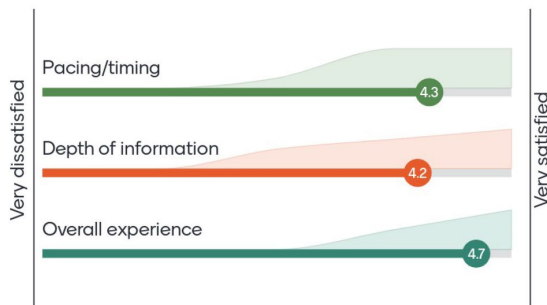 Very dissatisfied
Pacing/timing
4.3
Depth of information
4.2
Overall experience
4.7
Very satisfied